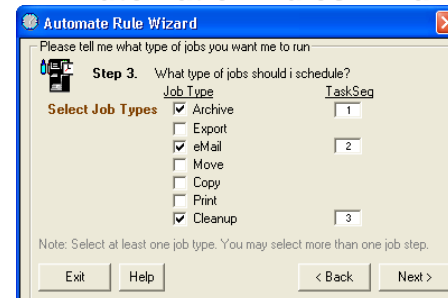 Automate Rule Wizard
Please tell me what type of jobs you want me to run
Step 3. What type of jobs should i schedule?
Job Type TaskSeq
Select Job Types Archive 1
Export
eMail 2
Move
Copy
Print
Cleanup 3
Note: Select at least one job type. You may select more than one job step.
Exit Help < Back Next >